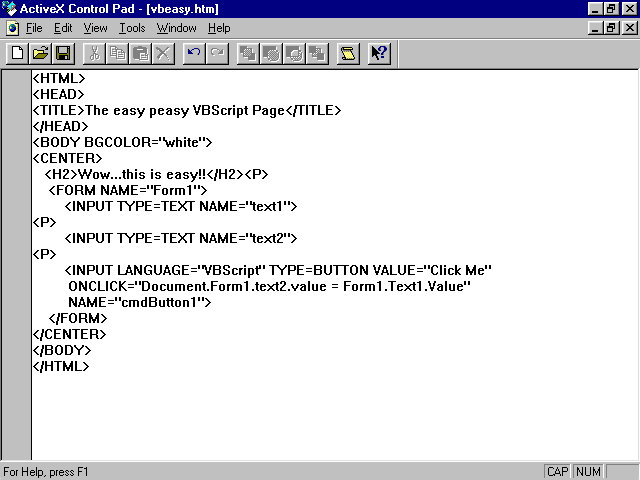 ActiveX Control Pad - [vbeasy.htm]
File Edit View Tools Window Help
<HTML>
<HEAD>
<TITLE>The easy peasy VBScript Page</TITLE>
</HEAD>
<BODY BGCOLOR="white">
<CENTER>
<H2>Wow...this is easy!!</H2><P>
<FORM NAME="Form1">
<INPUT TYPE=TEXT NAME="text1">
<P>
<INPUT TYPE=TEXT NAME="text2">
<P>
<INPUT LANGUAGE="VBScript" TYPE=BUTTON VALUE="Click Me"
ONCLICK="Document.Form1.text2.value = Form1.Text1.Value"
NAME="cmdButton1">
</FORM>
</CENTER>
</BODY>
</HTML>
For Help, press F1 CAP NUM